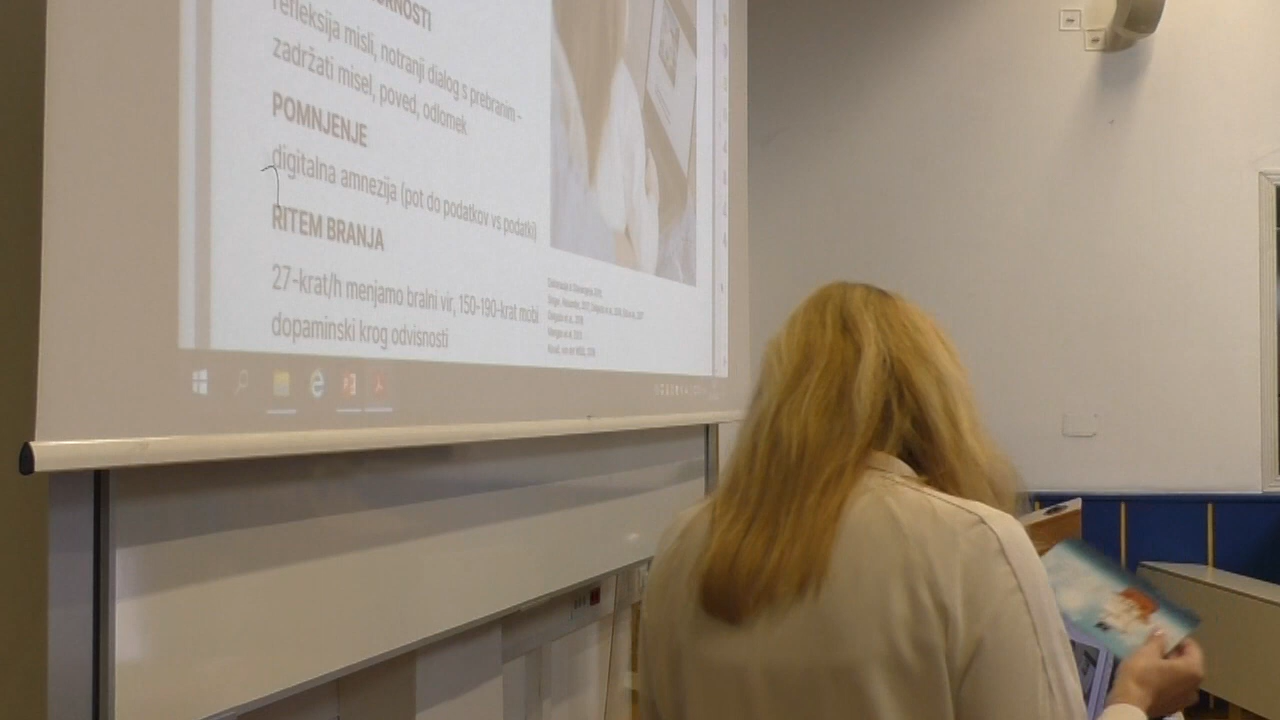 refleksija misli, notranji dialog s prebranim -
zadržati misel, poved, odlomek
POMNJENJE
digitalna amnezija (pot do podatkov vs podatki)
RITEM BRANJA
27-krat/h menjamo bralni vir, 150-190-krat mobi
dopaminski krog odvisnosti